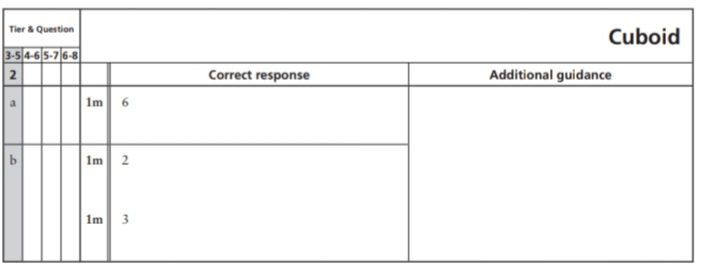 Tier & Question
Cuboid
3-5 4-6 5-7 6-8
2 Correct response Additional guidance
a 1m 6
b 1m 2
1m 3